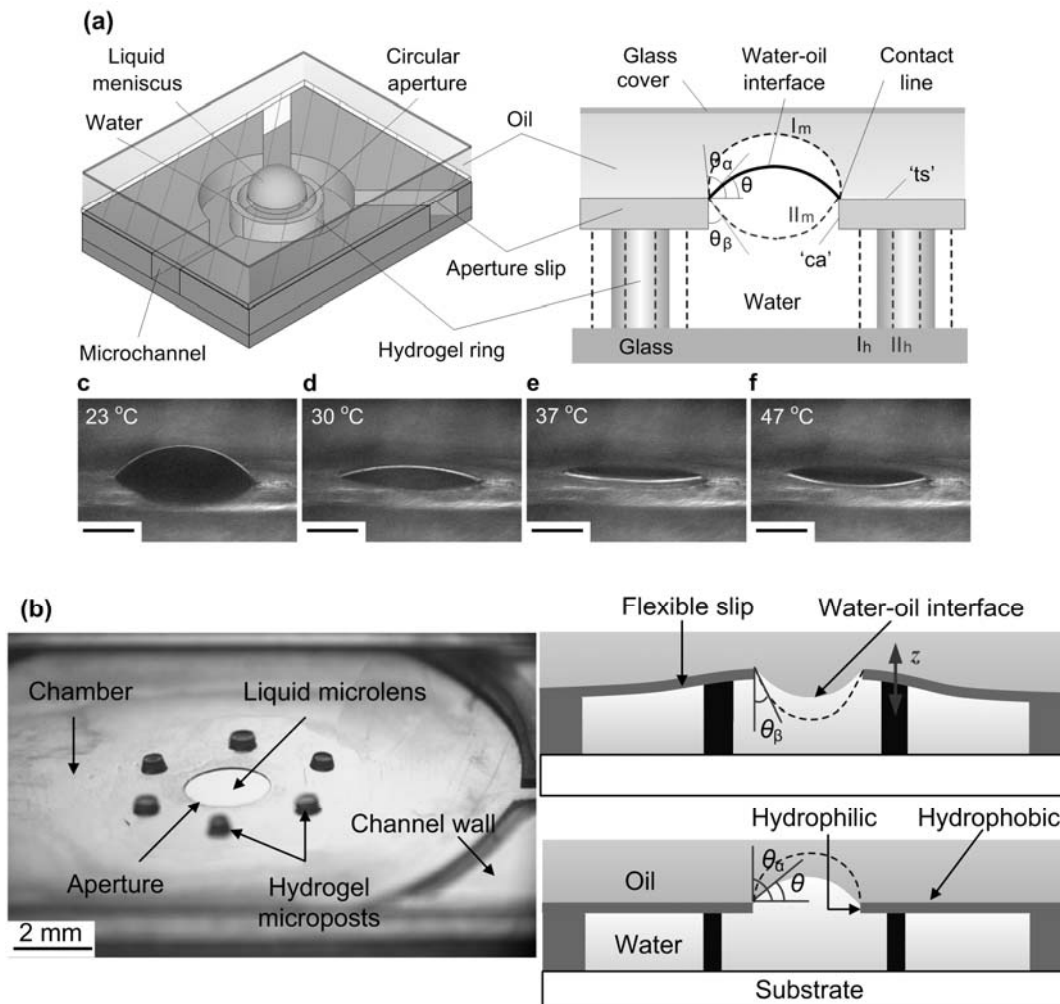 (a)
Liquid
meniscus
Circular
aperture
Water
Microchannel
Oil
Aperture slip
Hydrogel ring
Glass
cover
Water-oil
interface
Contact
line
Iₘ
θα
θ
'ts'
IIₘ
θβ
'ca'
Water
Glass
Iₕ
IIₕ
c
23 °C
d
30 °C
e
37 °C
f
47 °C
(b)
Chamber
Liquid microlens
Aperture
Hydrogel
microposts
Channel wall
2 mm
Flexible slip
Water-oil interface
z
θβ
Hydrophilic
Hydrophobic
Oil
θα
θ
Water
Substrate